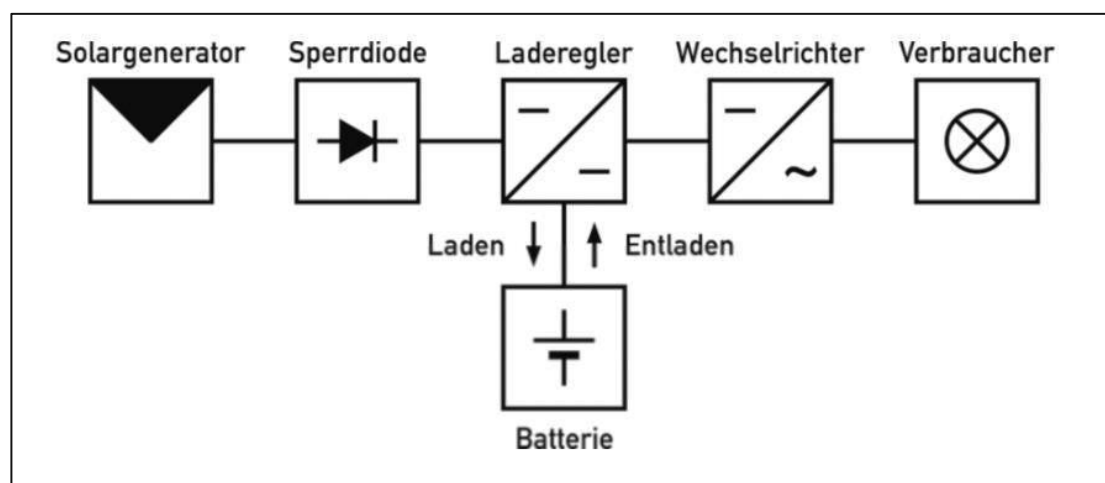 Solargenerator Sperrdiode Laderegler Wechselrichter Verbraucher
Laden Entladen
Batterie